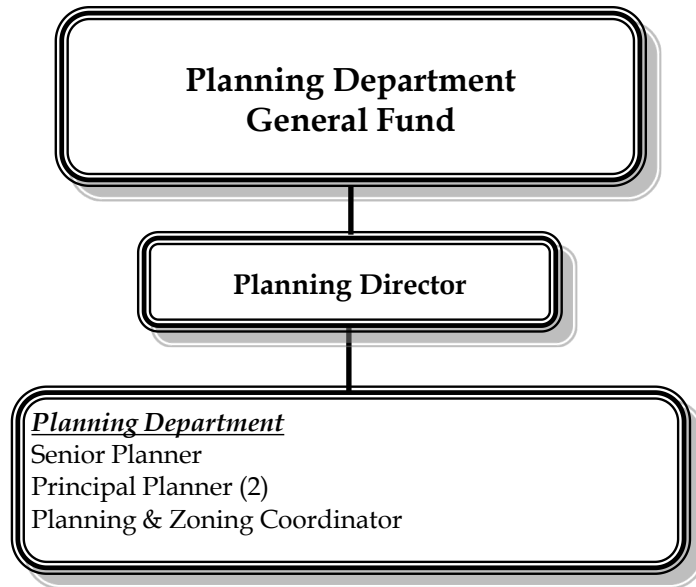 Planning Department
General Fund
Planning Director
Planning Department
Senior Planner
Principal Planner (2)
Planning & Zoning Coordinator